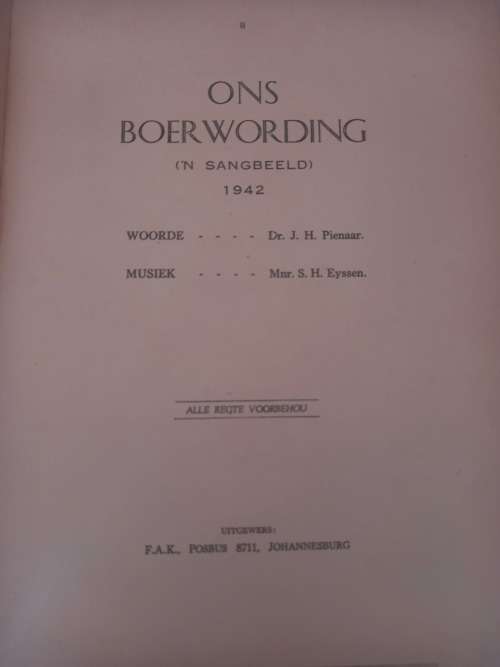 ONS
BOERWORDING
('N SANGBEELD)
1942
WOORDE - - - - Dr. J. H. Pienaar.
MUSIEK - - - - Mnr. S. H. Eyssen.
ALLE REGTE VOORBEHOU
UITGEWERS:
F.A.K., POSBUS 8711, JOHANNESBURG